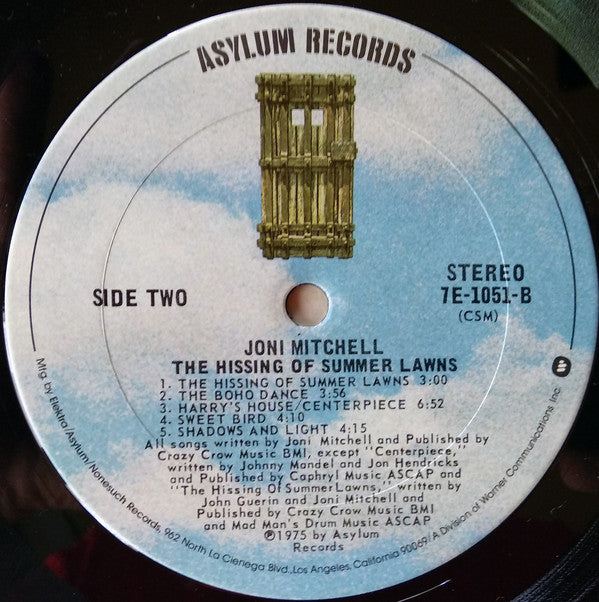 ASYLUM RECORDS
SIDE TWO
STEREO
7E-1051-B
(CSM)
JONI MITCHELL
THE HISSING OF SUMMER LAWNS
1. THE HISSING OF SUMMER LAWNS 3:00
2. THE BOHO DANCE 3:56
3. HARRY'S HOUSE/CENTERPIECE 6:52
4. SWEET BIRD 4:10
5. SHADOWS AND LIGHT 4:15
All songs written by Joni Mitchell and Published by
Crazy Crow Music BMI, except "Centerpiece,"
written by Johnny Mandel and Jon Hendricks
and Published by Caphryl Music ASCAP and
"The Hissing Of Summer Lawns," written by
John Guerin and Joni Mitchell and
Published by Crazy Crow Music BMI
and Mad Man's Drum Music ASCAP
℗1975 by Asylum
Records
Mfg. by Elektra/Asylum/Nonesuch Records, 962 North La Cienega Blvd., Los Angeles, California 90069/A Division of Warner Communications Inc.